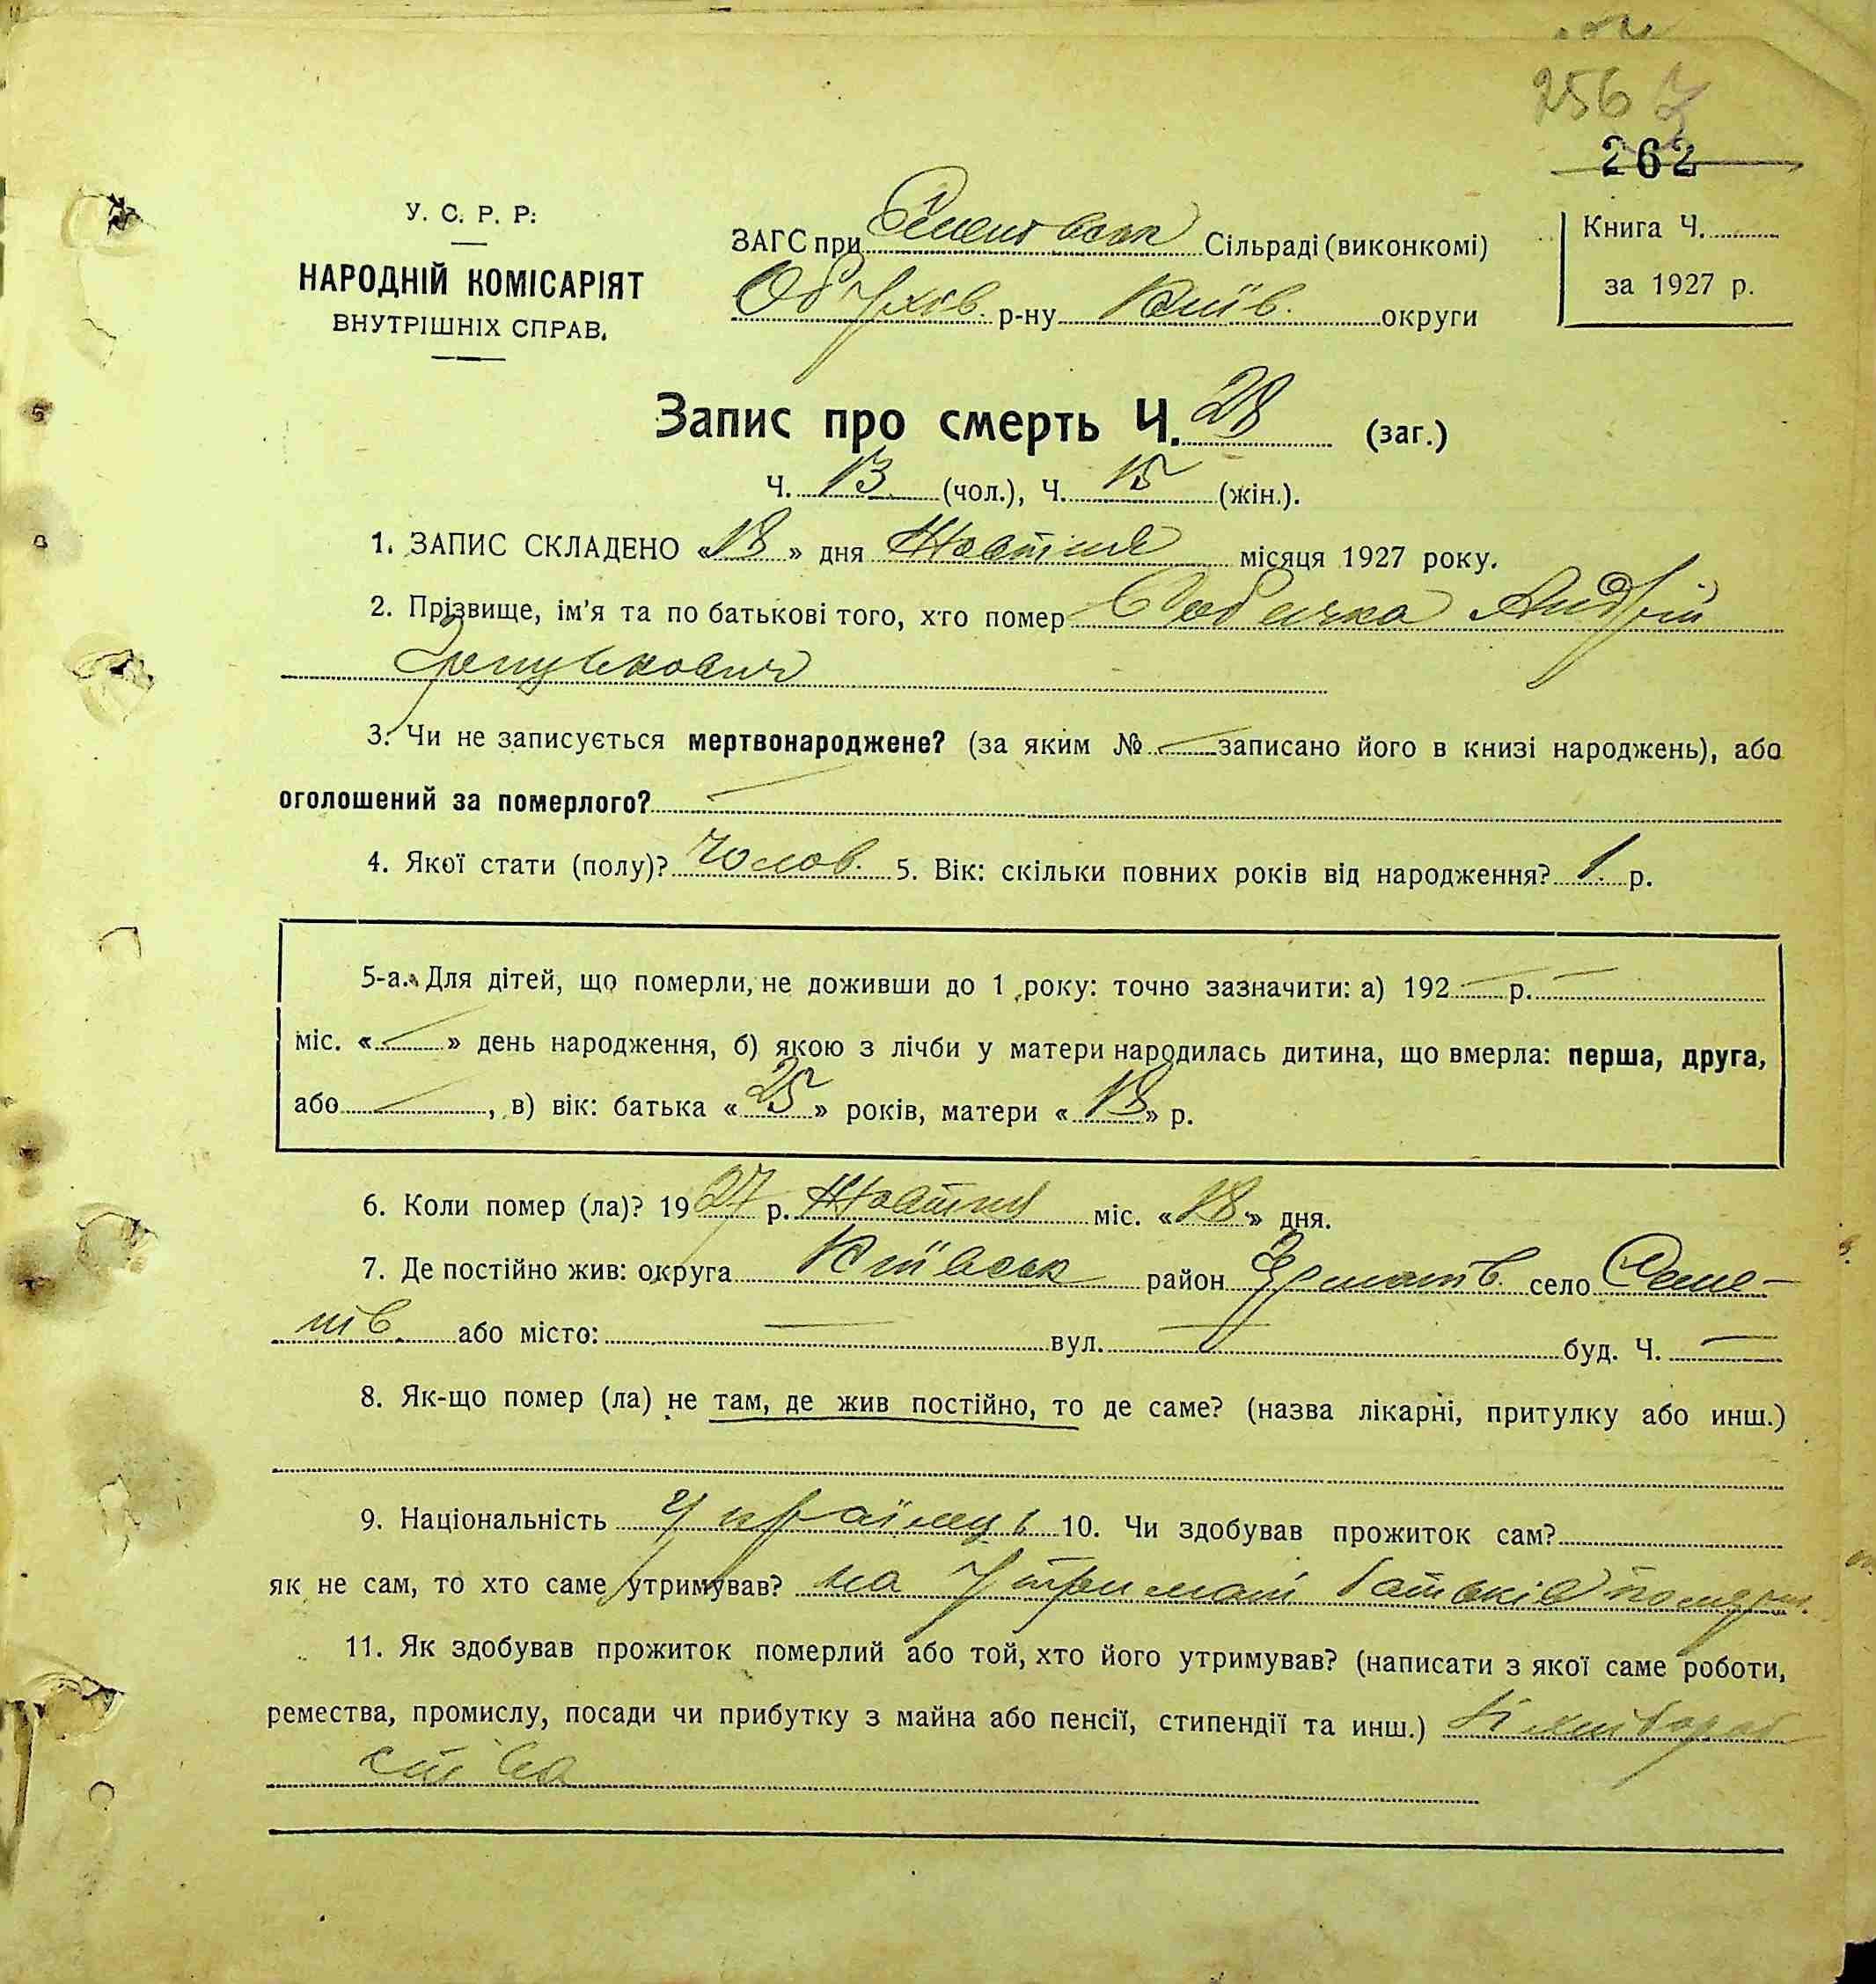 256
262
У. С. Р. Р.
НАРОДНІЙ КОМІСАРІЯТ
ВНУТРІШНІХ СПРАВ.
ЗАГС при Сільраді (виконкомі)
Обухів. р-ну Київ. округи
Книга Ч.
за 1927 р.
Запис про смерть Ч. 28 (заг.)
Ч. 13 (чол.), Ч. 15 (жін.).
1. ЗАПИС СКЛАДЕНО «18» дня Жовтня місяця 1927 року.
2. Прізвище, ім'я та по батькові того, хто помер Собачка Андрій
3. Чи не записується мертвонароджене? (за яким № записано його в книзі народжень), або
оголошений за померлого?
4. Якої стати (полу)? чолов. 5. Вік: скільки повних років від народження? 1. р.
5-а. Для дітей, що померли, не доживши до 1 року: точно зазначити: а) 192 р.
міс. « » день народження, б) якою з лічби у матери народилась дитина, що вмерла: перша, друга,
або , в) вік: батька «25» років, матери «18» р.
6. Коли помер (ла)? 1927 р. Жовтня міс. «18» дня.
7. Де постійно жив: округа Київськ район село Семе-
нів. або місто: вул. буд. Ч.
8. Як-що помер (ла) не там, де жив постійно, то де саме? (назва лікарні, притулку або инш.)
9. Національність Українець 10. Чи здобував прожиток сам?
як не сам, то хто саме утримував? на утримані батьків
11. Як здобував прожиток померлий або той, хто його утримував? (написати з якої саме роботи,
ремества, промислу, посади чи прибутку з майна або пенсії, стипендії та инш.)
ства